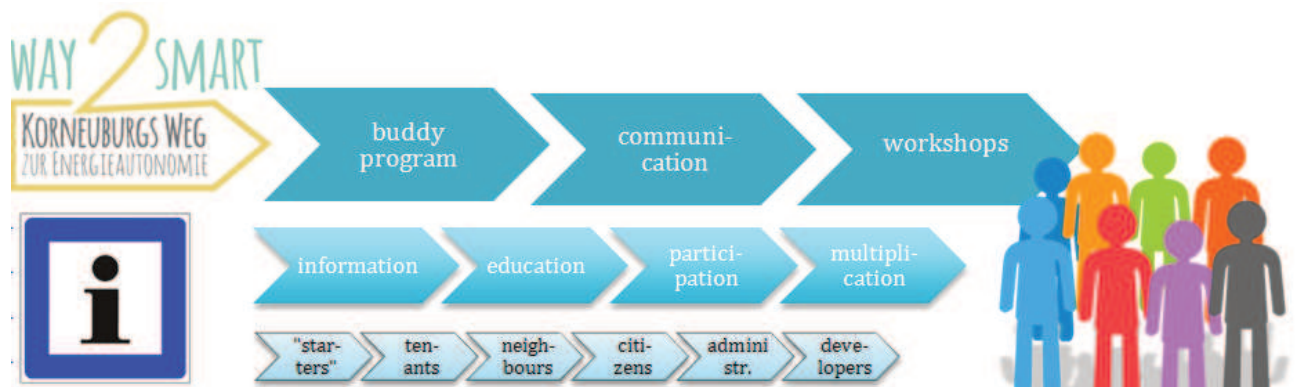 WAY 2 SMART
KORNEUBURGS WEG
ZUR ENERGIEAUTONOMIE
buddy
program
communi-
cation
workshops
i
information
education
partici-
pation
multipli-
cation
"star-
ters"
ten-
ants
neigh-
bours
citi-
zens
admini
str.
deve-
lopers